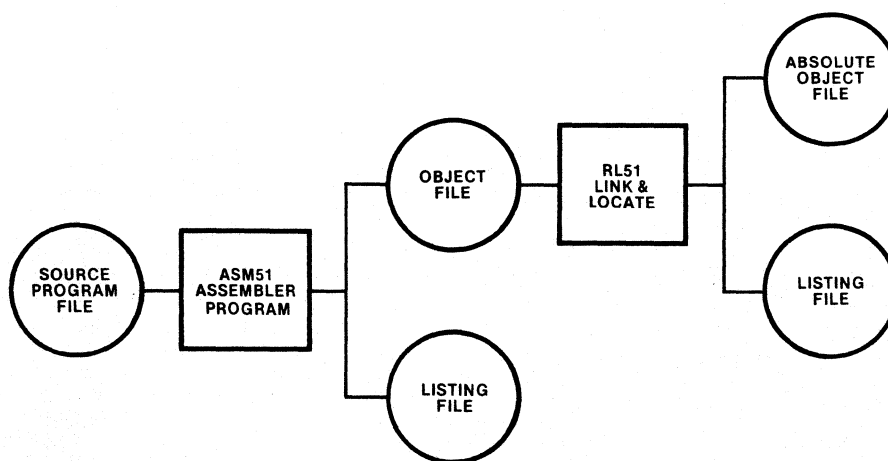 SOURCE
PROGRAM
FILE
ASM51
ASSEMBLER
PROGRAM
OBJECT
FILE
LISTING
FILE
RL51
LINK &
LOCATE
ABSOLUTE
OBJECT
FILE
LISTING
FILE